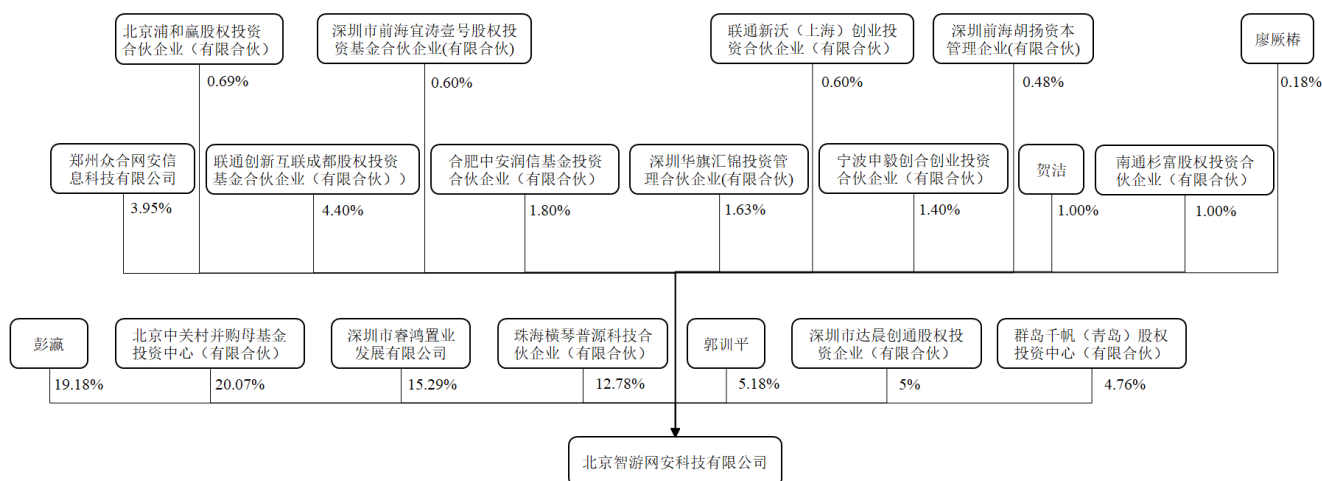 北京浦和赢股权投资
合伙企业（有限合伙）
0.69%
深圳市前海宜涛壹号股权投
资基金合伙企业(有限合伙)
0.60%
联通新沃（上海）创业投
资合伙企业（有限合伙）
0.60%
深圳前海胡扬资本
管理企业(有限合伙)
0.48%
廖厥椿
0.18%
郑州众合网安信
息科技有限公司
3.95%
联通创新互联成都股权投资
基金合伙企业（有限合伙））
4.40%
合肥中安润信基金投资
合伙企业（有限合伙）
1.80%
深圳华旗汇锦投资管
理合伙企业(有限合伙)
1.63%
宁波申毅创合创业投资
合伙企业（有限合伙）
1.40%
贺洁
1.00%
南通杉富股权投资合
伙企业（有限合伙）
1.00%
彭瀛
19.18%
北京中关村并购母基金
投资中心（有限合伙）
20.07%
深圳市睿鸿置业
发展有限公司
15.29%
珠海横琴普源科技合
伙企业（有限合伙）
12.78%
郭训平
5.18%
深圳市达晨创通股权投
资企业（有限合伙）
5%
群岛千帆（青岛）股权
投资中心（有限合伙）
4.76%
北京智游网安科技有限公司